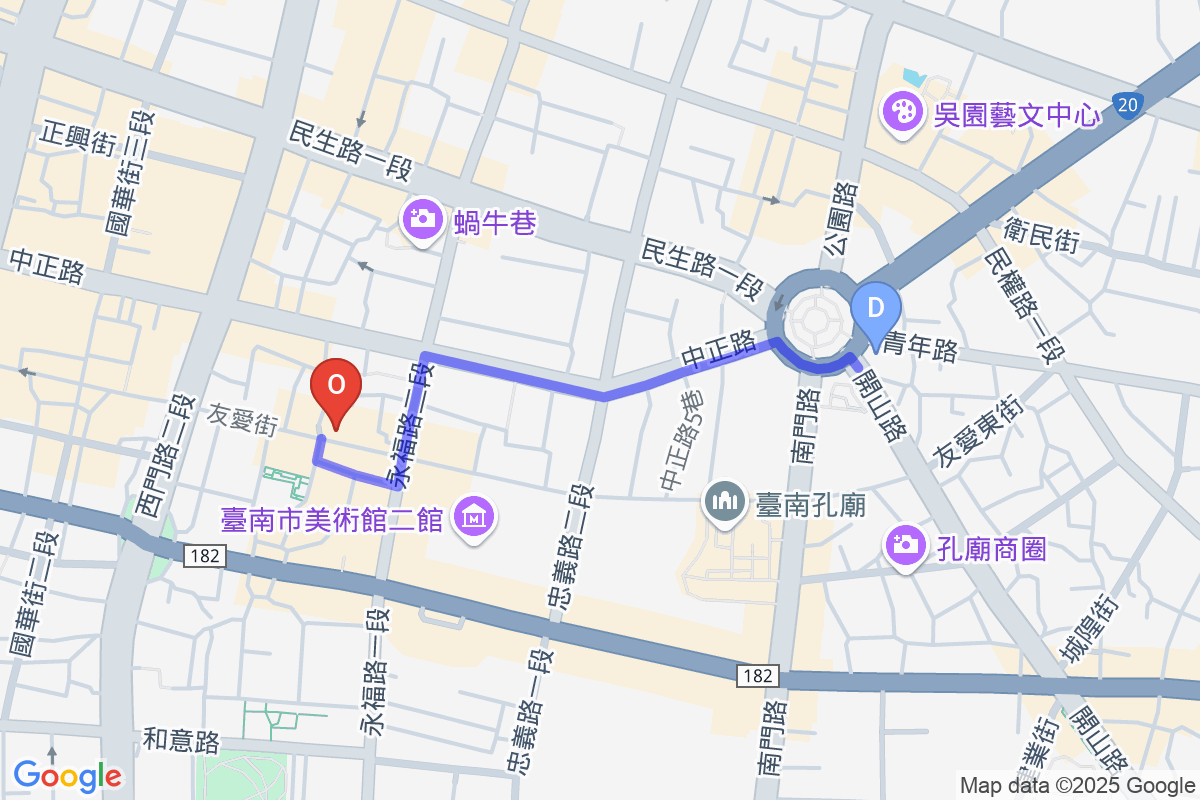 20
吳園藝文中心
正興街
國華街三段
民生路一段
公園路
蝸牛巷
衛民街
民生路一段
民權路一段
中正路
D
中正路
青年路
O
永福路二段
開山路
友愛街
西門路二段
中正路5巷
南門路
友愛東街
臺南市美術館二館
臺南孔廟
孔廟商圈
182
國華街二段
忠義路二段
城隍街
永福路一段
182
忠義路一段
南門路
和意路
開山路
Google
Map data ©2025 Google